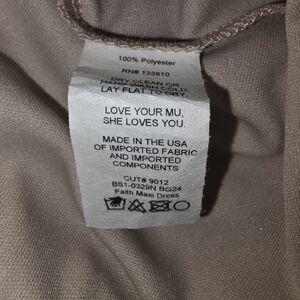 100% Polyester
RN# 133910
DRY CLEAN OR
HAND WASH COLD.
LAY FLAT TO DRY.
LOVE YOUR MU,
SHE LOVES YOU.
MADE IN THE USA
OF IMPORTED FABRIC
AND IMPORTED
COMPONENTS
CUT# 9012
BS1-0329N BG24
Faith Maxi Dress